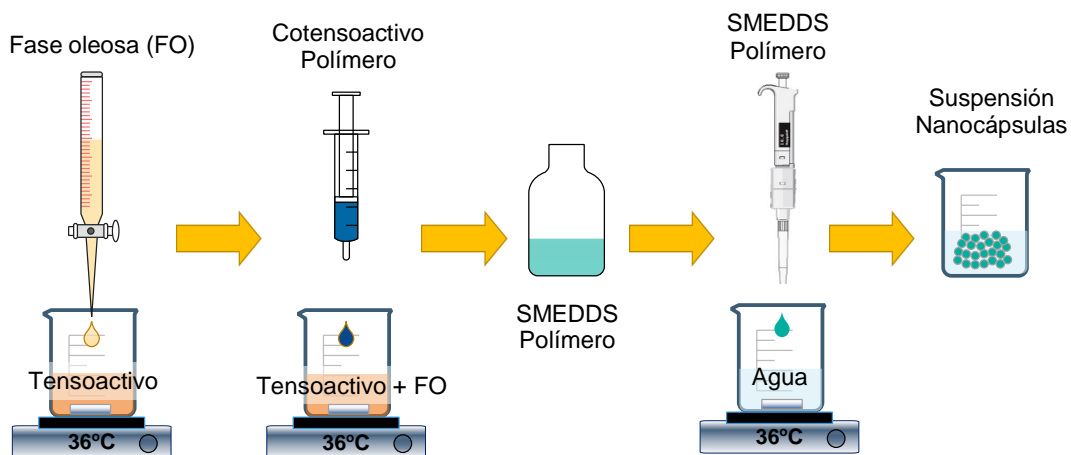 Fase oleosa (FO)
Cotensoactivo
Polímero
SMEDDS
Polímero
Suspensión
Nanocápsulas
SMEDDS
Polímero
Tensoactivo
Tensoactivo + FO
Agua
36ºC
36ºC
36ºC